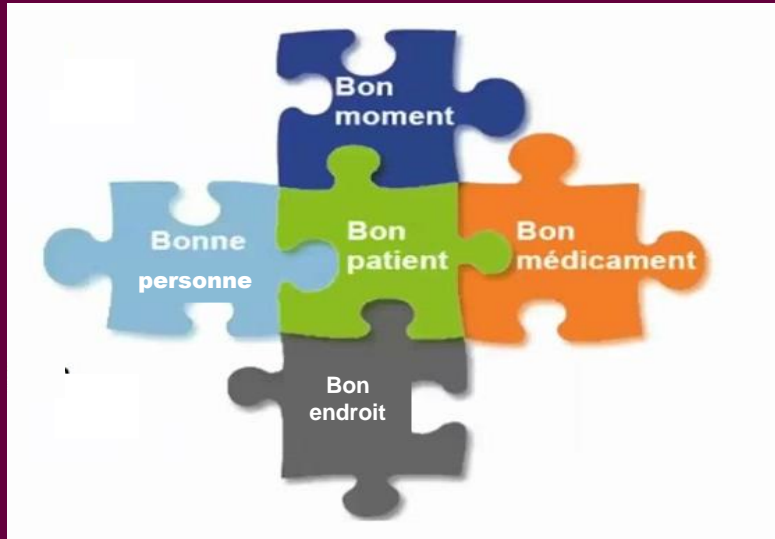 Bon
moment
Bonne
personne
Bon
patient
Bon
médicament
Bon
endroit